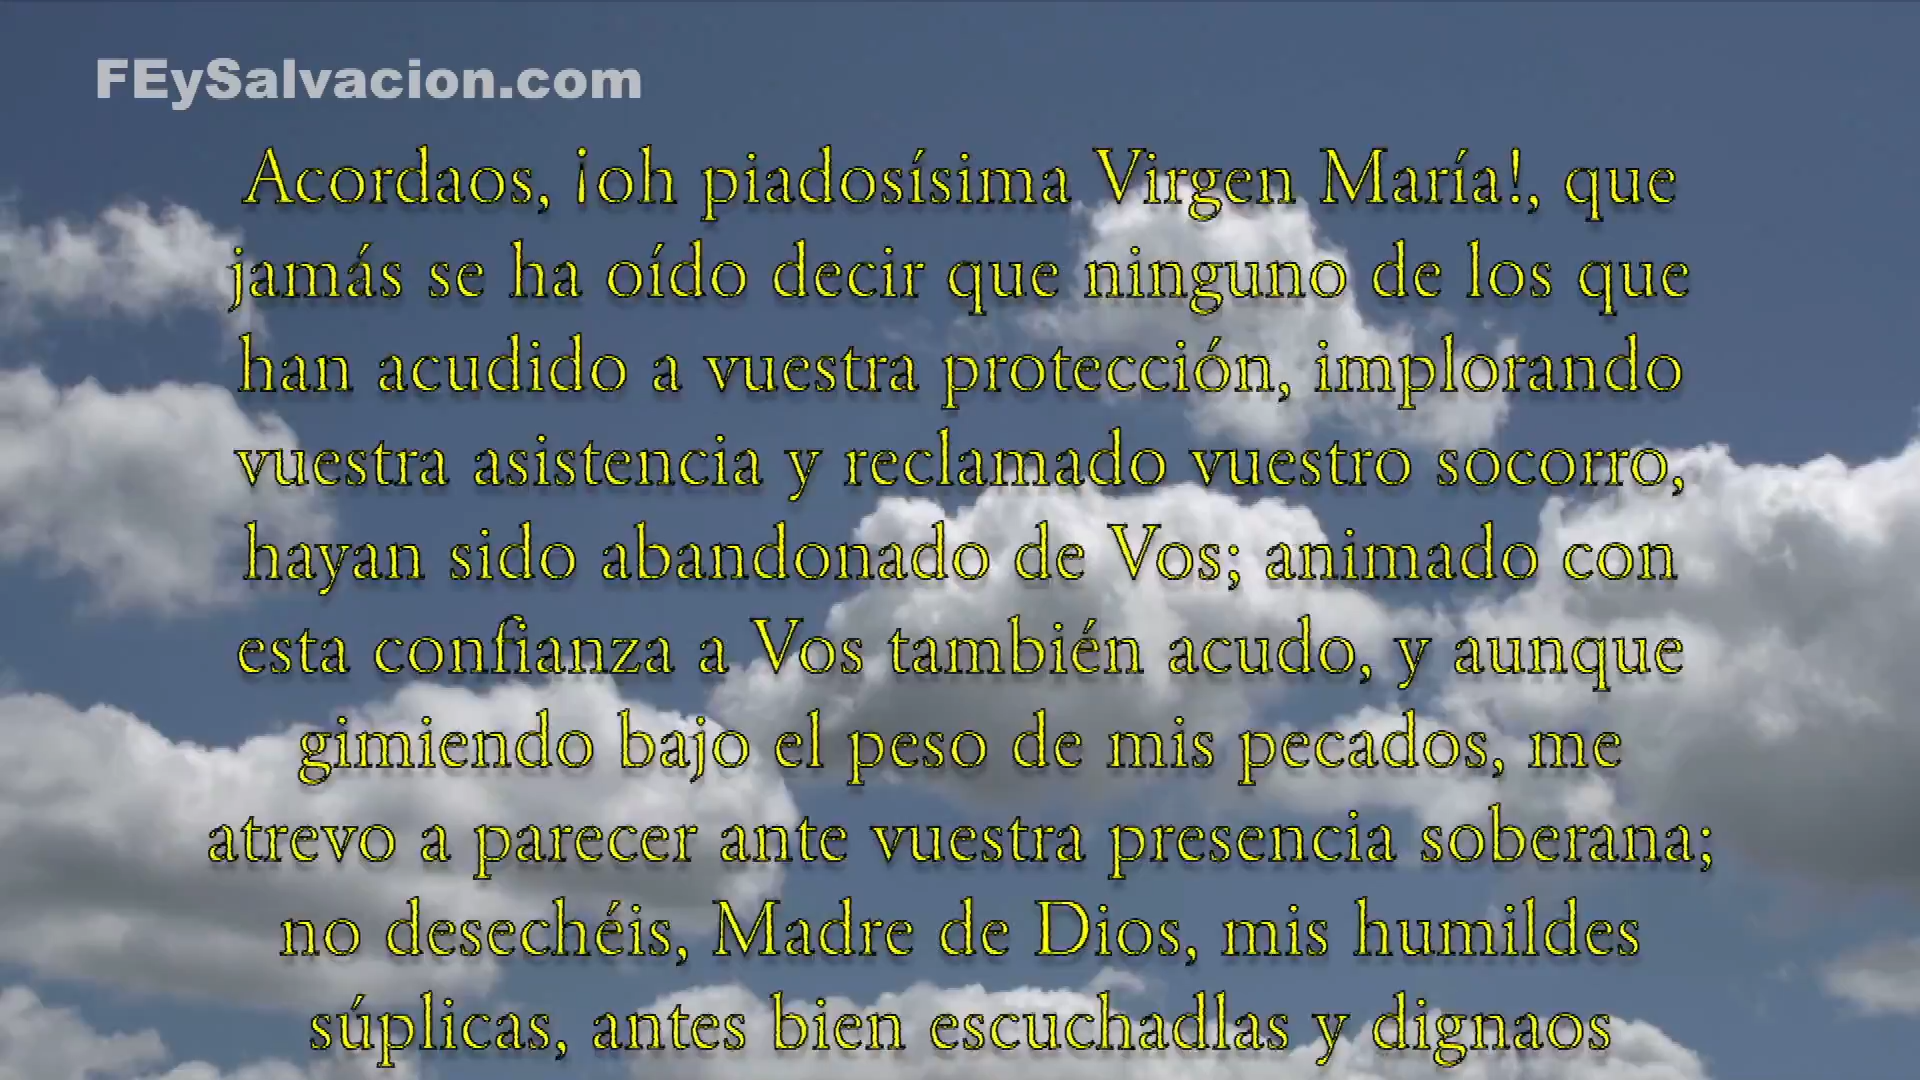 FEySalvacion.com
Acordaos, ¡oh piadosísima Virgen María!, que
jamás se ha oído decir que ninguno de los que
han acudido a vuestra protección, implorando
vuestra asistencia y reclamado vuestro socorro,
hayan sido abandonado de Vos; animado con
esta confianza a Vos también acudo, y aunque
gimiendo bajo el peso de mis pecados, me
atrevo a parecer ante vuestra presencia soberana;
no desechéis, Madre de Dios, mis humildes
súplicas, antes bien escuchadlas y dignaos